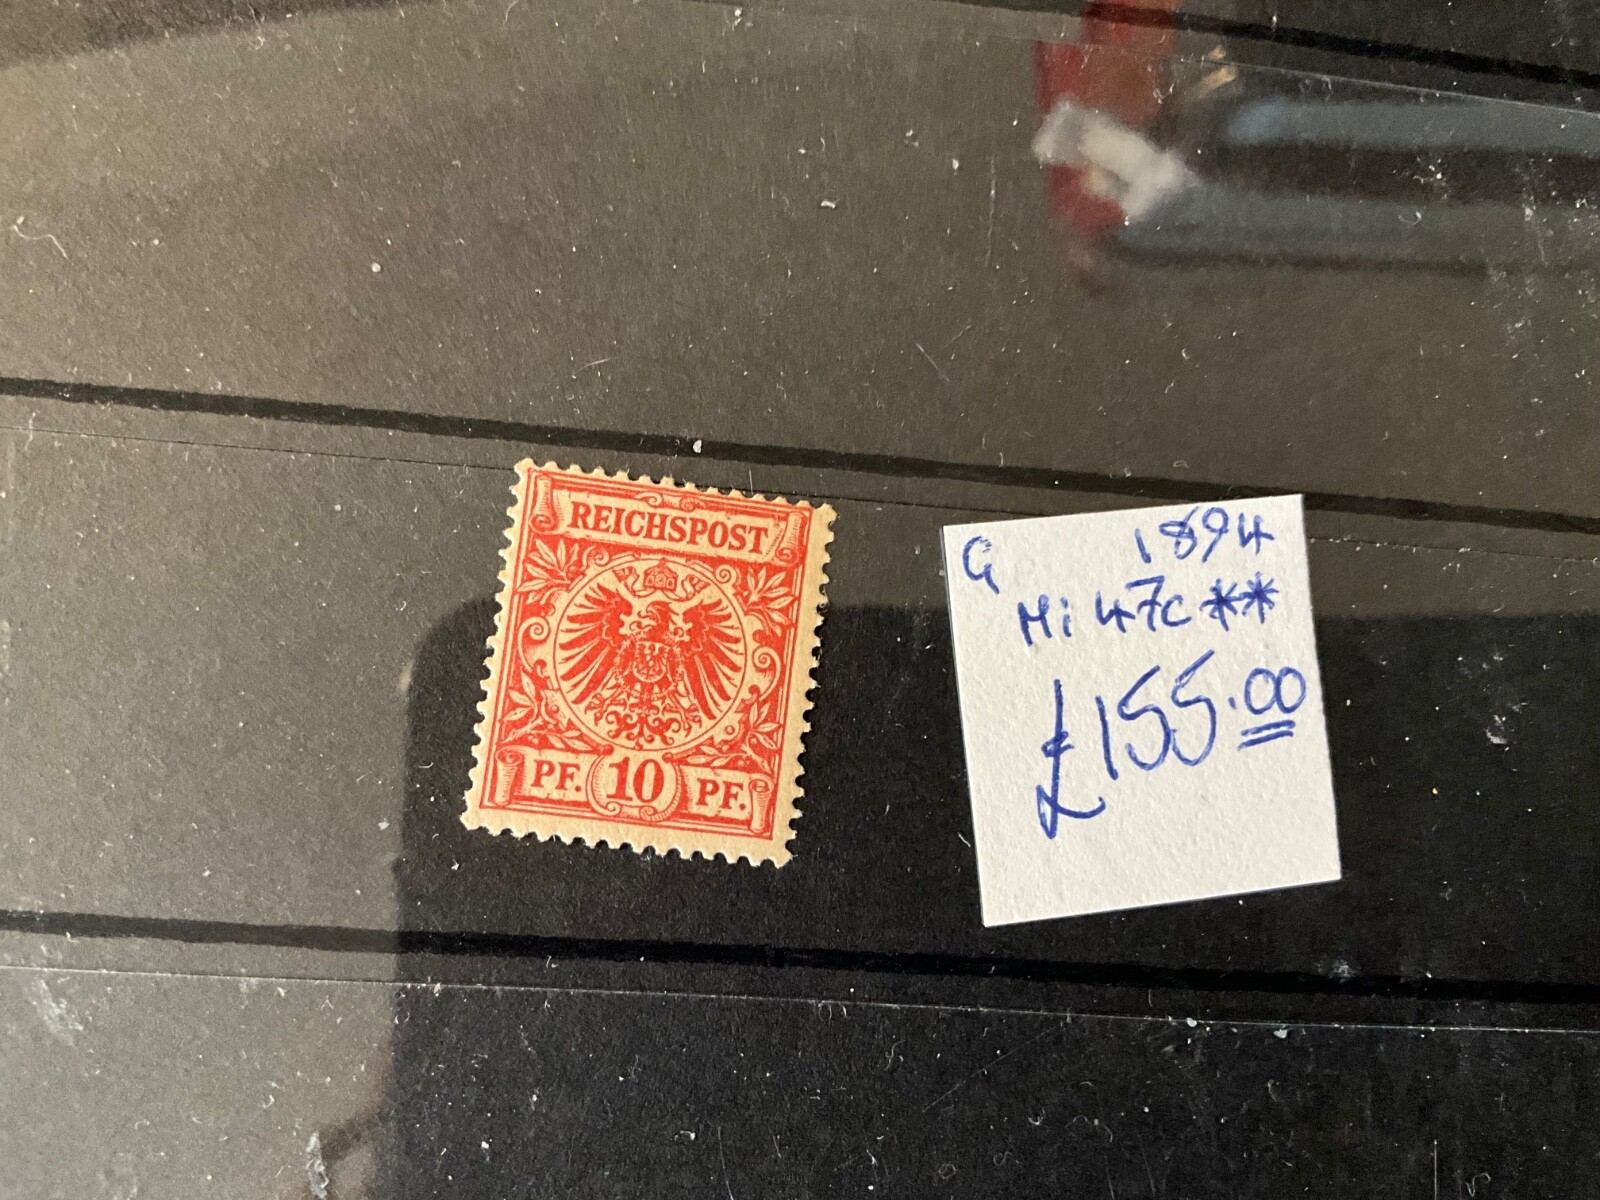 REICHSPOST
PF. 10 PF.
G 1894
Mi 47c **
£155.00